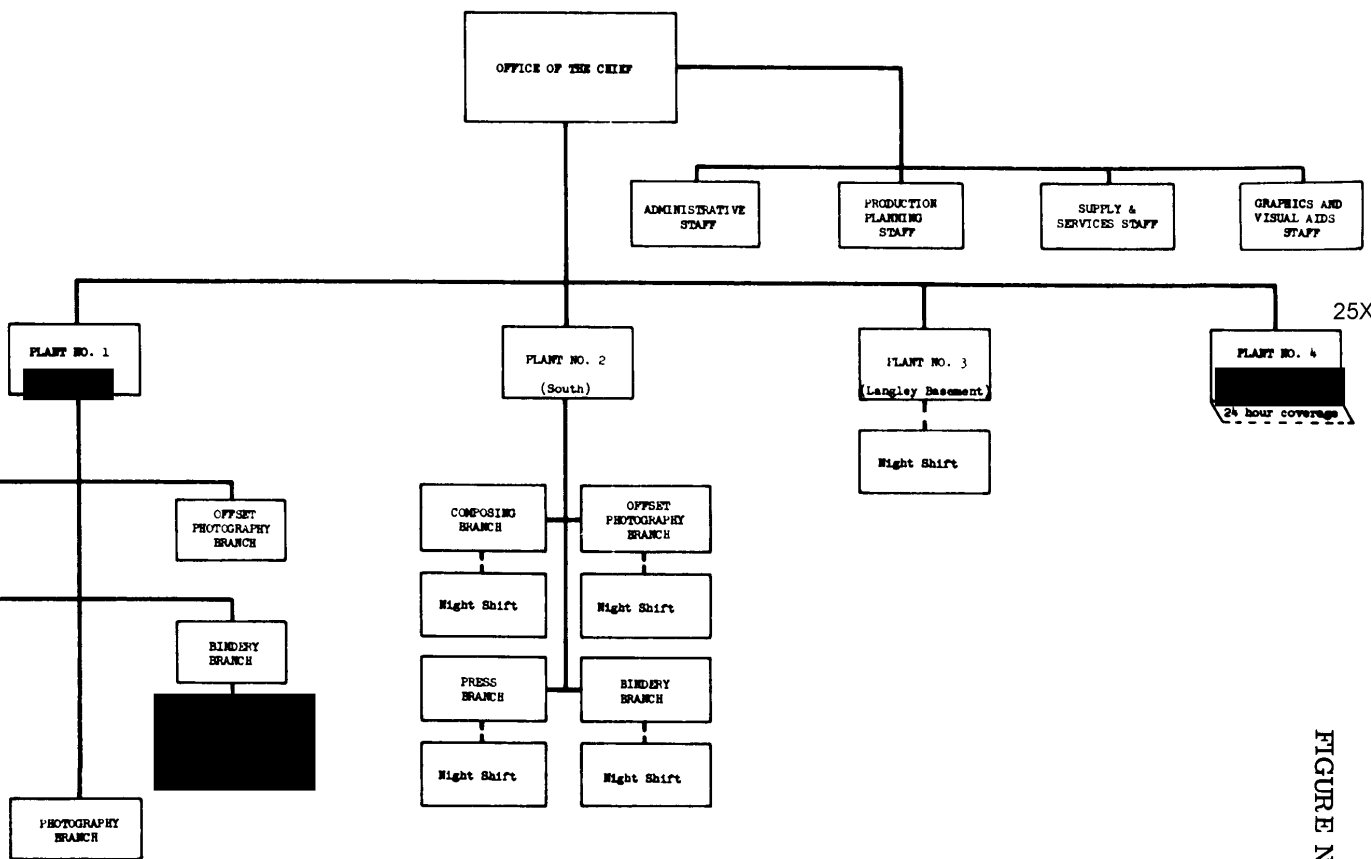 OFFICE OF THE CHIEF
ADMINISTRATIVE
STAFF
PRODUCTION
PLANNING
STAFF
SUPPLY &
SERVICES STAFF
GRAPHICS AND
VISUAL AIDS
STAFF
25X
PLANT NO. 1
PLANT NO. 2
(South)
PLANT NO. 3
(Langley Basement)
PLANT NO. 4
24 hour coverage
Night Shift
OFFSET
PHOTOGRAPHY
BRANCH
COMPOSING
BRANCH
OFFSET
PHOTOGRAPHY
BRANCH
Night Shift
Night Shift
BINDERY
BRANCH
PRESS
BRANCH
BINDERY
BRANCH
Night Shift
Night Shift
PHOTOGRAPHY
BRANCH
FIGURE N